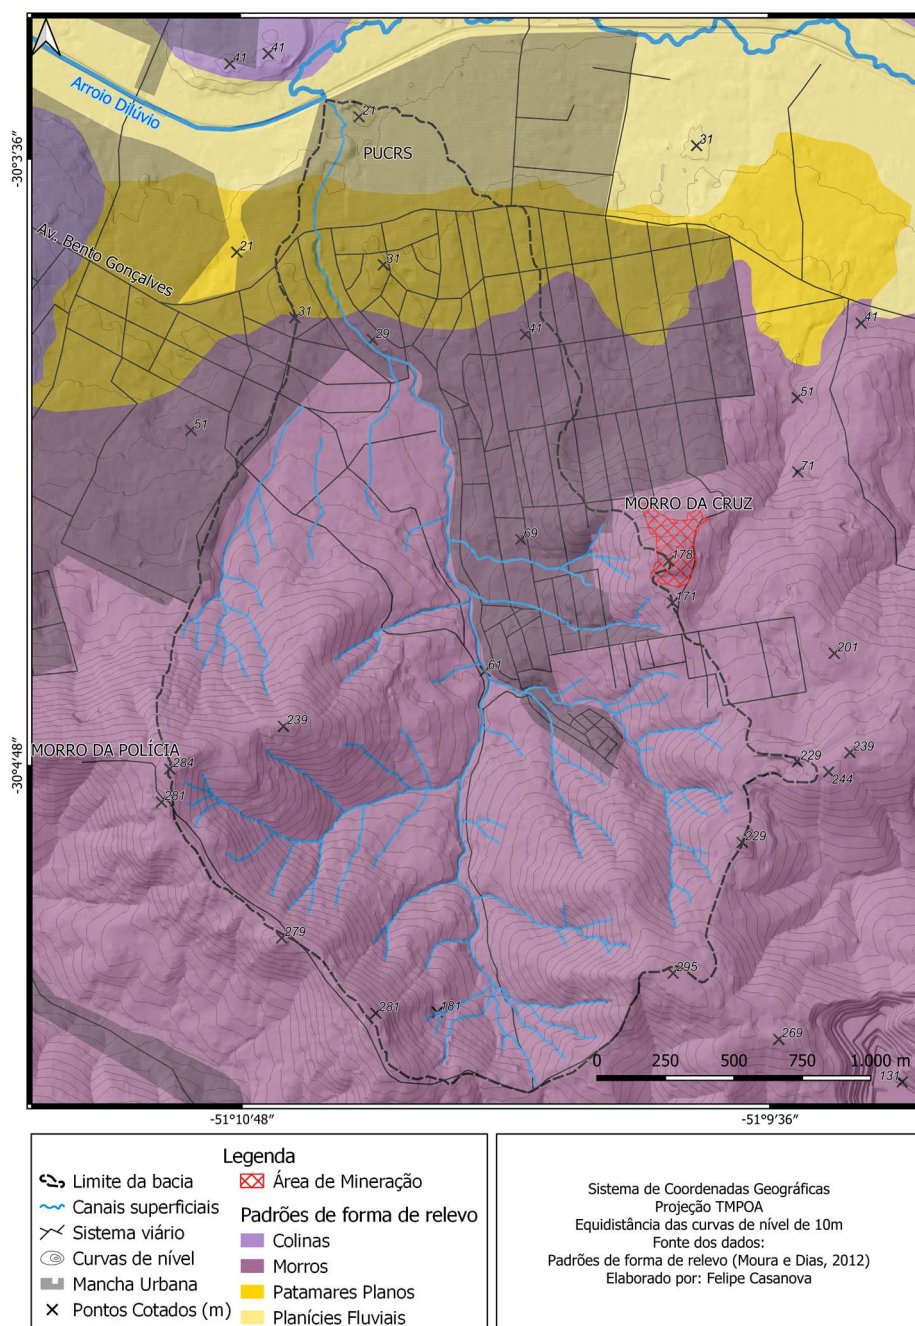 41
41
Arroio Dilúvio
21
PUCRS
31
-30°3'36"
Av. Bento Gonçalves
21
31
31
29
41
41
51
51
71
MORRO DA CRUZ
69
178
171
61
201
239
MORRO DA POLÍCIA
-30°4'48"
284
281
229
239
244
229
279
295
281
181
269
131
0 250 500 750 1.000 m
-51°10'48"
-51°9'36"
Legenda
Limite da bacia
Canais superficiais
Sistema viário
Curvas de nível
Mancha Urbana
Pontos Cotados (m)
Área de Mineração
Padrões de forma de relevo
Colinas
Morros
Patamares Planos
Planícies Fluviais
Sistema de Coordenadas Geográficas
Projeção TMPOA
Equidistância das curvas de nível de 10m
Fonte dos dados:
Padrões de forma de relevo (Moura e Dias, 2012)
Elaborado por: Felipe Casanova